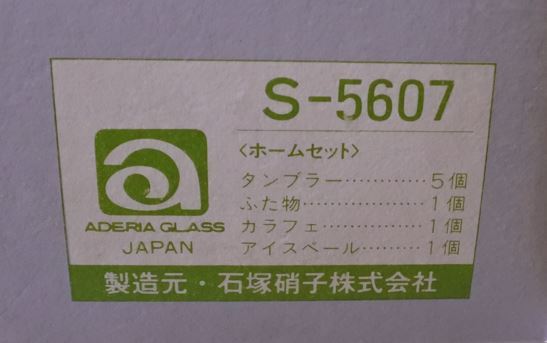 S-5607
〈ホームセット〉
タンブラー…………5個
ふた物………………1個
カラフェ……………1個
アイスペール………1個
ADERIA GLASS
JAPAN
製造元・石塚硝子株式会社